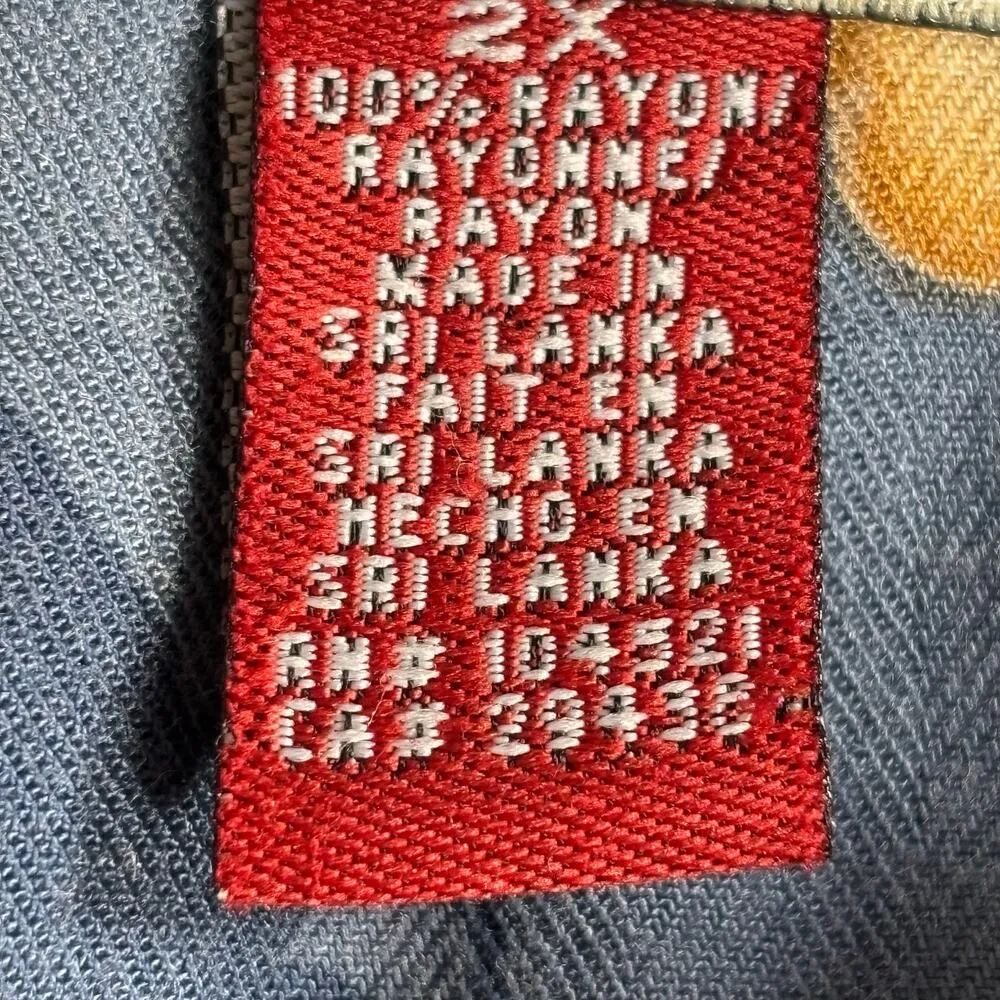 2X
100% RAYON/
RAYONNE/
RAYON
MADE IN
SRI LANKA
FAIT EN
SRI LANKA
HECHO EN
SRI LANKA
RN# 104521
CA# 39436